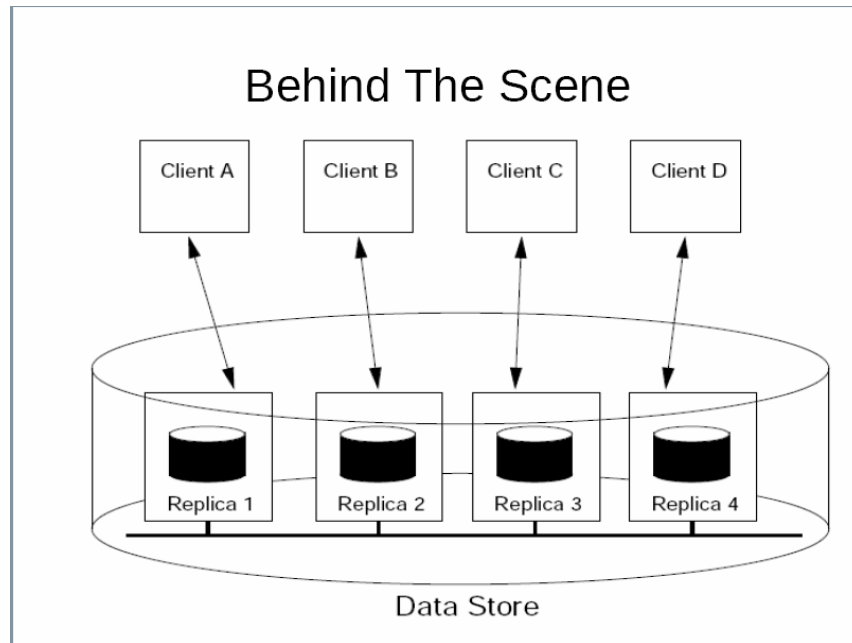 Behind The Scene
Client A
Client B
Client C
Client D
Replica 1
Replica 2
Replica 3
Replica 4
Data Store